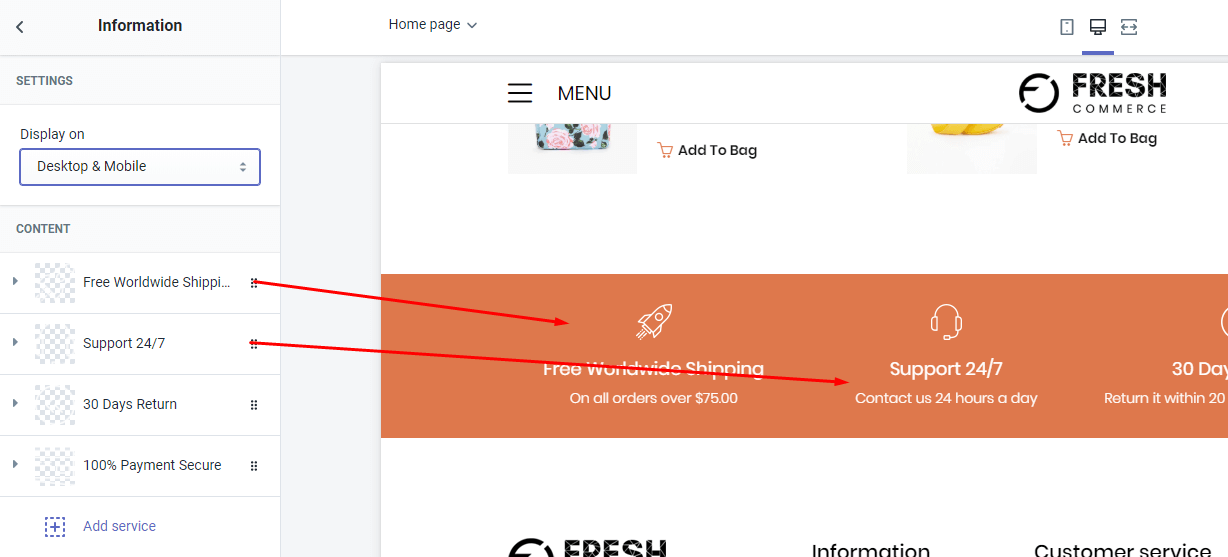 Information
SETTINGS
Display on
Desktop & Mobile
CONTENT
Free Worldwide Shippi...
Support 24/7
30 Days Return
100% Payment Secure
Add service
Home page
MENU
FRESH
COMMERCE
Add To Bag
Add To Bag
Free Worldwide Shipping
On all orders over $75.00
Support 24/7
Contact us 24 hours a day
30 Day
Return it within 20
FRESH
Information
Customer service